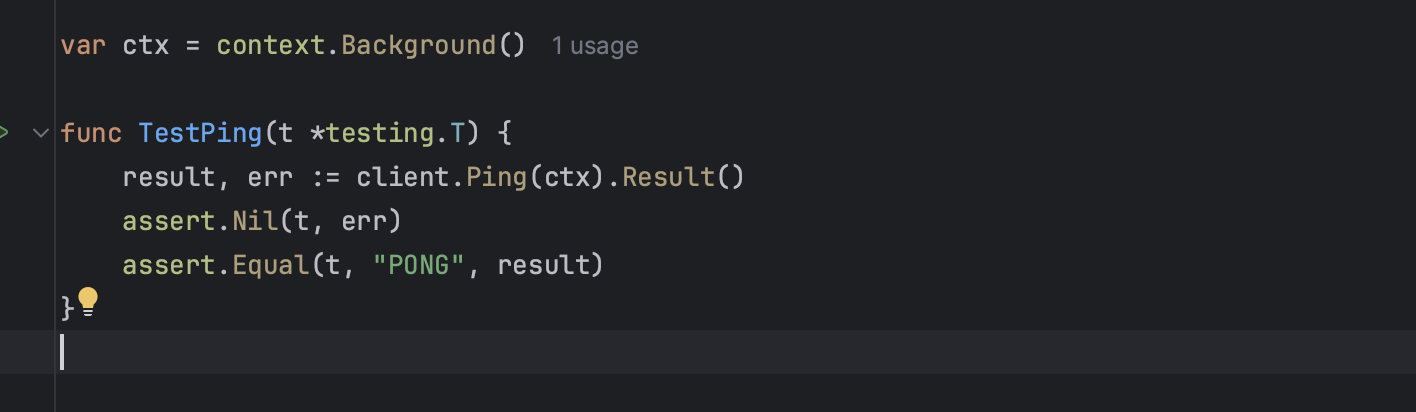 var ctx = context.Background() 1 usage
func TestPing(t *testing.T) {
    result, err := client.Ping(ctx).Result()
    assert.Nil(t, err)
    assert.Equal(t, "PONG", result)
}